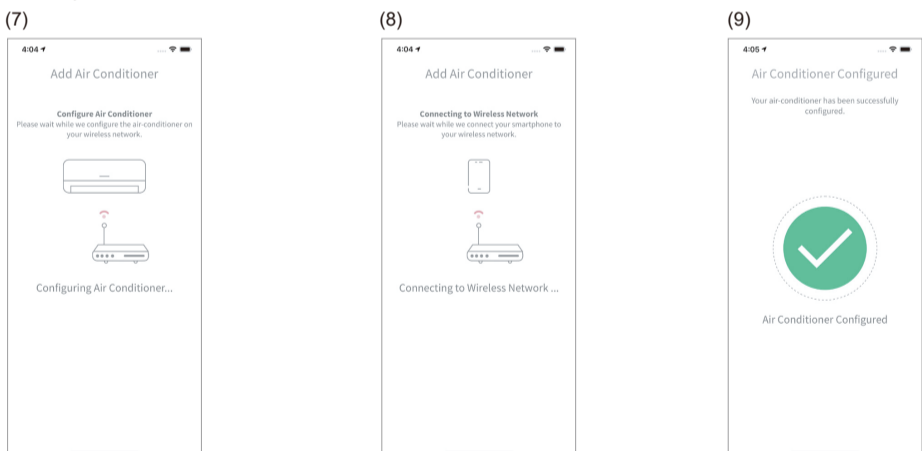 (7)
4:04
Add Air Conditioner
Configure Air Conditioner
Please wait while we configure the air-conditioner on
your wireless network.
Configuring Air Conditioner...
(8)
4:04
Add Air Conditioner
Connecting to Wireless Network
Please wait while we connect your smartphone to
your wireless network.
Connecting to Wireless Network ...
(9)
4:05
Air Conditioner Configured
Your air-conditioner has been successfully
configured.
Air Conditioner Configured